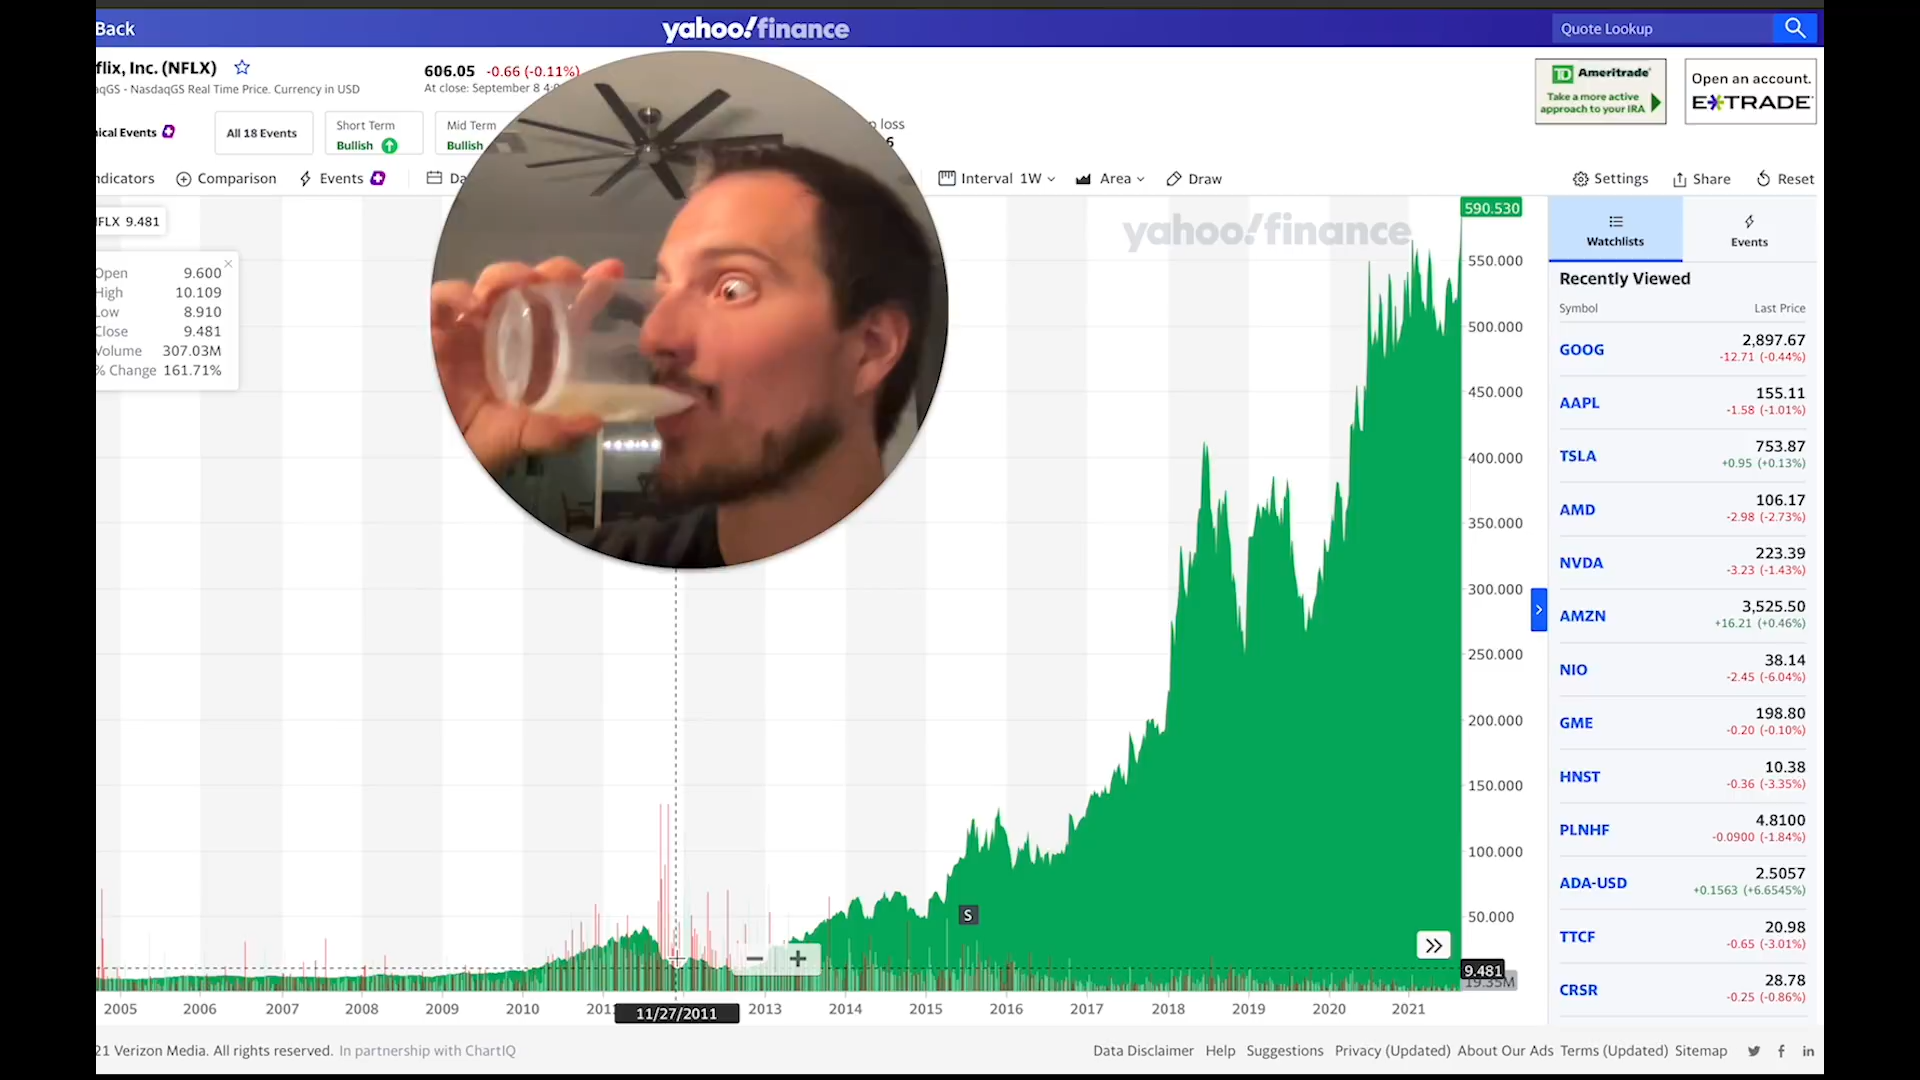 Back
yahoo!finance
Quote Lookup
flix, Inc. (NFLX)
606.05 -0.66 (-0.11%)
aqGS - NasdaqGS Real Time Price. Currency in USD
At close: September 8
TD Ameritrade
Take a more active
approach to your IRA
Open an account.
E*TRADE
nical Events
All 18 Events
Short Term
Bullish
Mid Term
Bullish
loss
ndicators
Comparison
Events
Da
Interval 1W
Area
Draw
Settings
Share
Reset
NFLX 9.481
Open 9.600
High 10.109
Low 8.910
Close 9.481
Volume 307.03M
% Change 161.71%
yahoo!finance
590.530
550.000
500.000
450.000
400.000
350.000
300.000
250.000
200.000
150.000
100.000
50.000
9.481
19.35M
S
2005 2006 2007 2008 2009 2010 201 11/27/2011 2013 2014 2015 2016 2017 2018 2019 2020 2021
Watchlists
Events
Recently Viewed
Symbol Last Price
GOOG 2,897.67
-12.71 (-0.44%)
AAPL 155.11
-1.58 (-1.01%)
TSLA 753.87
+0.95 (+0.13%)
AMD 106.17
-2.98 (-2.73%)
NVDA 223.39
-3.23 (-1.43%)
AMZN 3,525.50
+16.21 (+0.46%)
NIO 38.14
-2.45 (-6.04%)
GME 198.80
-0.20 (-0.10%)
HNST 10.38
-0.36 (-3.35%)
PLNHF 4.8100
-0.0900 (-1.84%)
ADA-USD 2.5057
+0.1563 (+6.6545%)
TTCF 20.98
-0.65 (-3.01%)
CRSR 28.78
-0.25 (-0.86%)
21 Verizon Media. All rights reserved. In partnership with ChartIQ
Data Disclaimer Help Suggestions Privacy (Updated) About Our Ads Terms (Updated) Sitemap